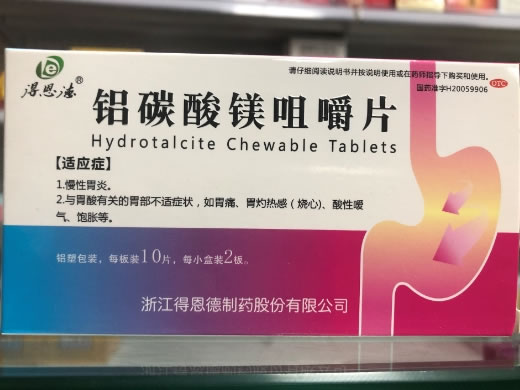 请仔细阅读说明书并按说明使用或在药师指导下购买和使用。
国药准字H20059906
OTC
得恩德®
铝碳酸镁咀嚼片
Hydrotalcite Chewable Tablets
【适应症】
1.慢性胃炎。
2.与胃酸有关的胃部不适症状，如胃痛、胃灼热感（烧心）、酸性嗳
气、饱胀等。
铝塑包装，每板装10片，每小盒装2板。
浙江得恩德制药股份有限公司